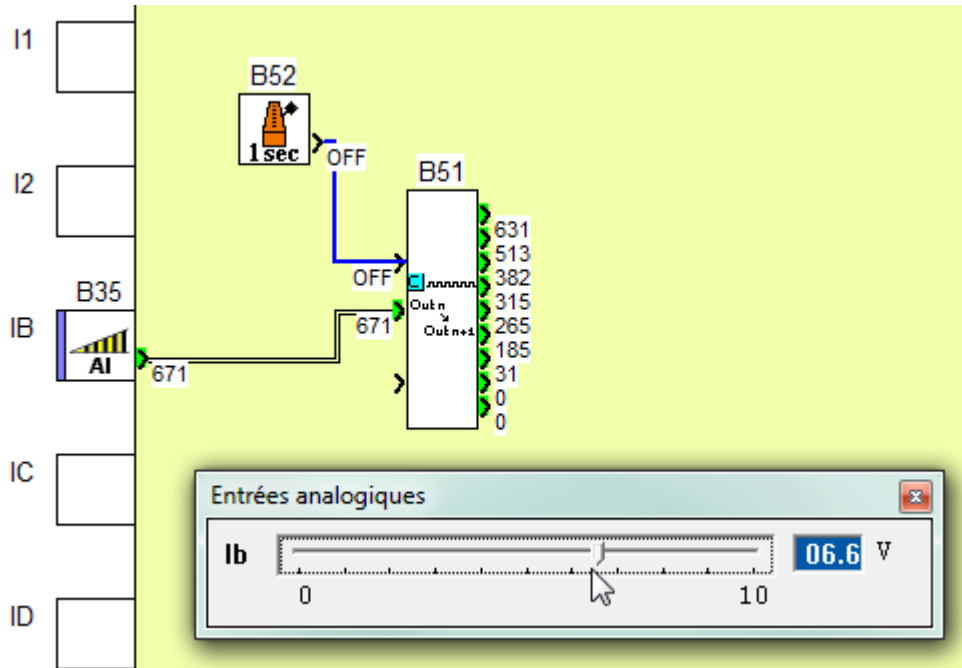 I1
B52
1sec
OFF
I2
B51
631
513
382
315
265
185
31
0
0
OFF
C
Out n
Out n+1
B35
IB
AI
671
671
IC
Entrées analogiques
x
Ib
06.6 V
0 10
ID